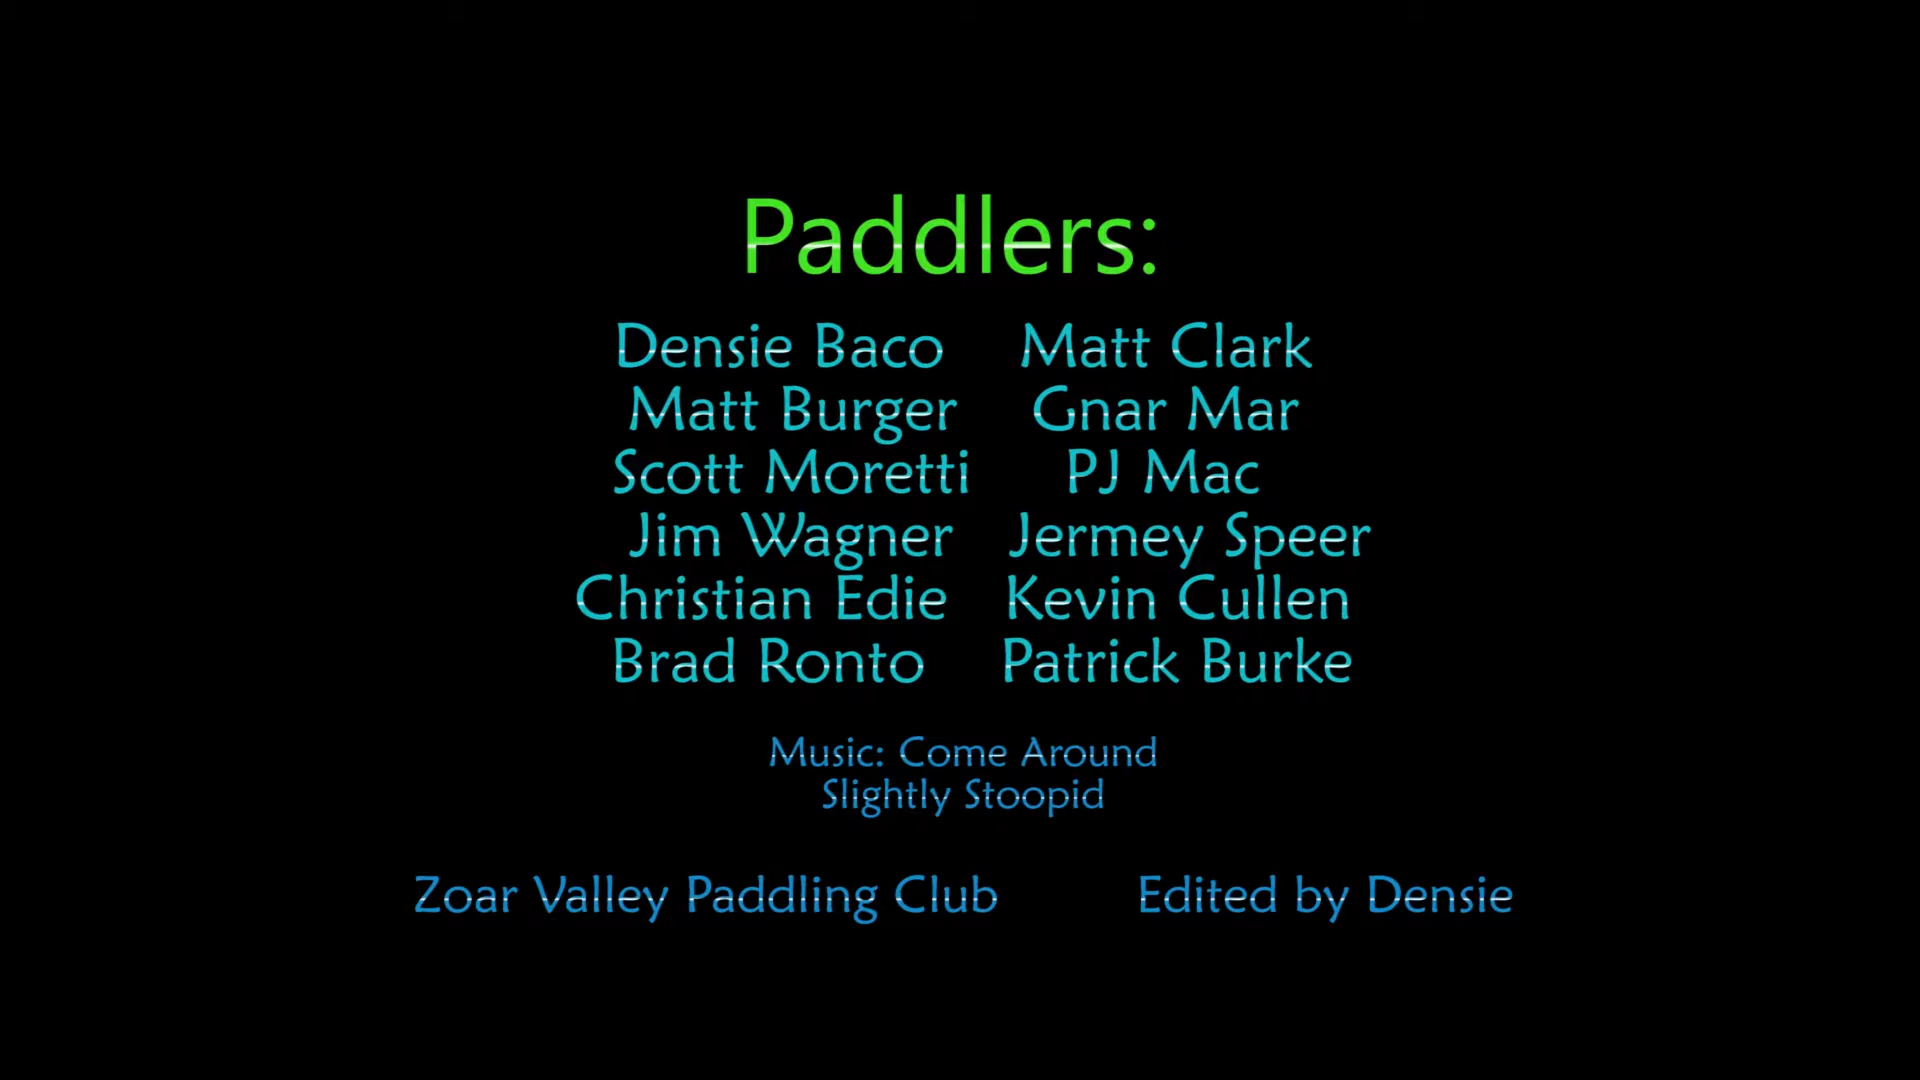 Paddlers:
Densie Baco Matt Clark
Matt Burger Gnar Mar
Scott Moretti PJ Mac
Jim Wagner Jermey Speer
Christian Edie Kevin Cullen
Brad Ronto Patrick Burke
Music: Come Around
Slightly Stoopid
Zoar Valley Paddling Club Edited by Densie